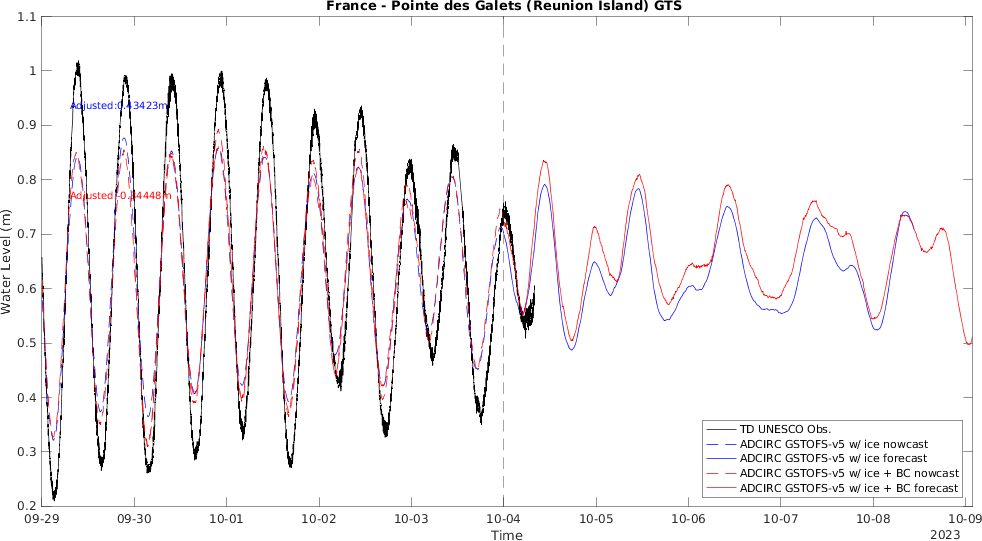 France - Pointe des Galets (Reunion Island) GTS
Water Level (m)
1.1
1
0.9
0.8
0.7
0.6
0.5
0.4
0.3
0.2
Adjusted:0.43423m
TD UNESCO Obs.
ADCIRC GSTOFS-v5 w/ ice nowcast
ADCIRC GSTOFS-v5 w/ ice forecast
ADCIRC GSTOFS-v5 w/ ice + BC nowcast
ADCIRC GSTOFS-v5 w/ ice + BC forecast
09-29
09-30
10-01
10-02
10-03
10-04
10-05
10-06
10-07
10-08
10-09
Time
2023